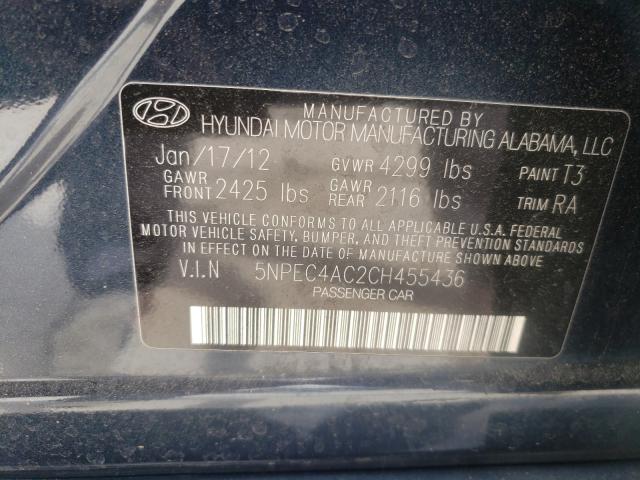 MANUFACTURED BY
HYUNDAI MOTOR MANUFACTURING ALABAMA, LLC
Jan/17/12 GVWR 4299 lbs PAINT T3
GAWR FRONT 2425 lbs GAWR REAR 2116 lbs TRIM RA
THIS VEHICLE CONFORMS TO ALL APPLICABLE U.S.A. FEDERAL
MOTOR VEHICLE SAFETY, BUMPER, AND THEFT PREVENTION STANDARDS
IN EFFECT ON THE DATE OF MANUFACTURE SHOWN ABOVE.
V.I.N 5NPEC4AC2CH455436
PASSENGER CAR